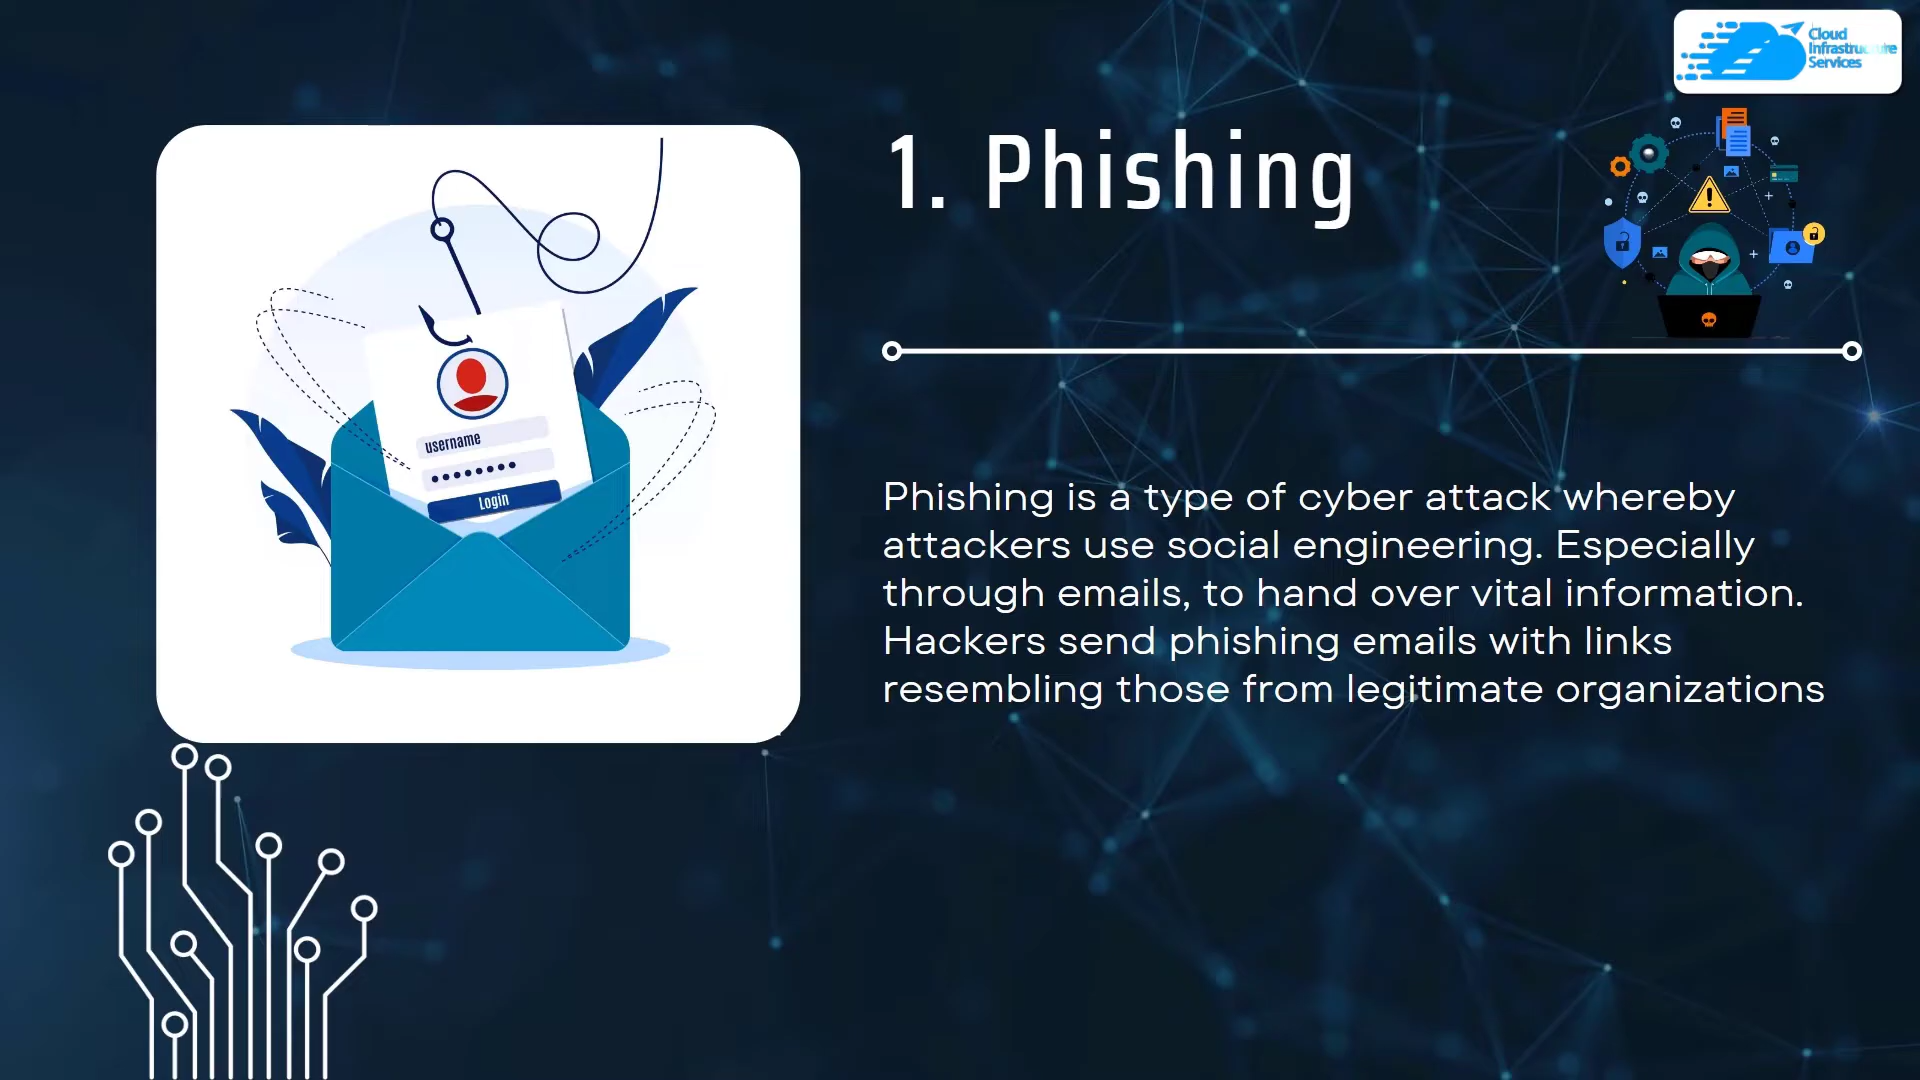 Cloud
Infrastructure
Services
1. Phishing
username
Login
Phishing is a type of cyber attack whereby
attackers use social engineering. Especially
through emails, to hand over vital information.
Hackers send phishing emails with links
resembling those from legitimate organizations